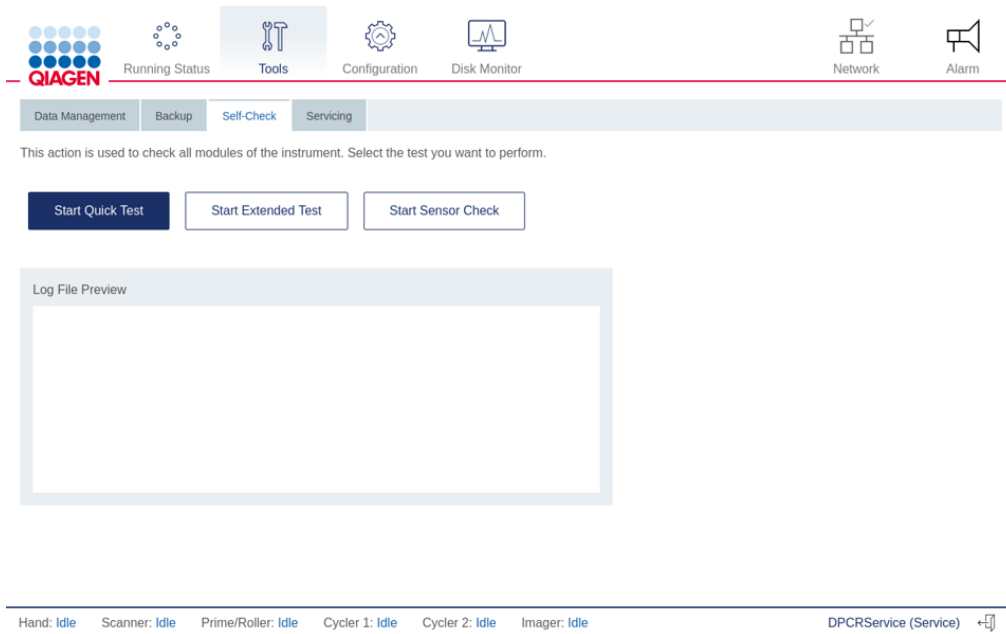 QIAGEN
Running Status
Tools
Configuration
Disk Monitor
Network
Alarm
Data Management
Backup
Self-Check
Servicing
This action is used to check all modules of the instrument. Select the test you want to perform.
Start Quick Test
Start Extended Test
Start Sensor Check
Log File Preview
Hand: Idle
Scanner: Idle
Prime/Roller: Idle
Cycler 1: Idle
Cycler 2: Idle
Imager: Idle
DPCRService (Service)